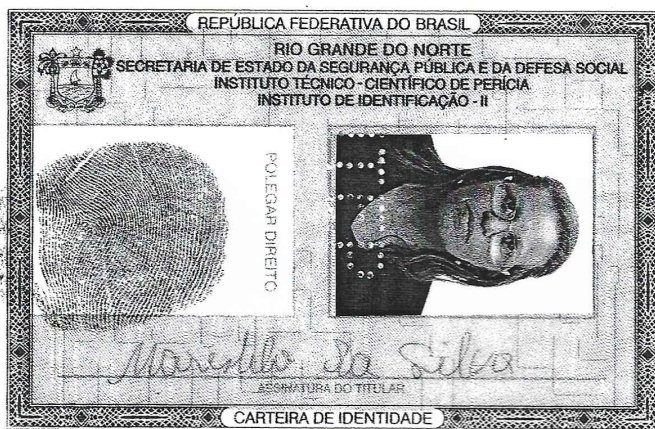 REPÚBLICA FEDERATIVA DO BRASIL
RIO GRANDE DO NORTE
SECRETARIA DE ESTADO DA SEGURANÇA PÚBLICA E DA DEFESA SOCIAL
INSTITUTO TÉCNICO - CIENTÍFICO DE PERÍCIA
INSTITUTO DE IDENTIFICAÇÃO - II
POLEGAR DIREITO
da Silva
ASSINATURA DO TITULAR
CARTEIRA DE IDENTIDADE